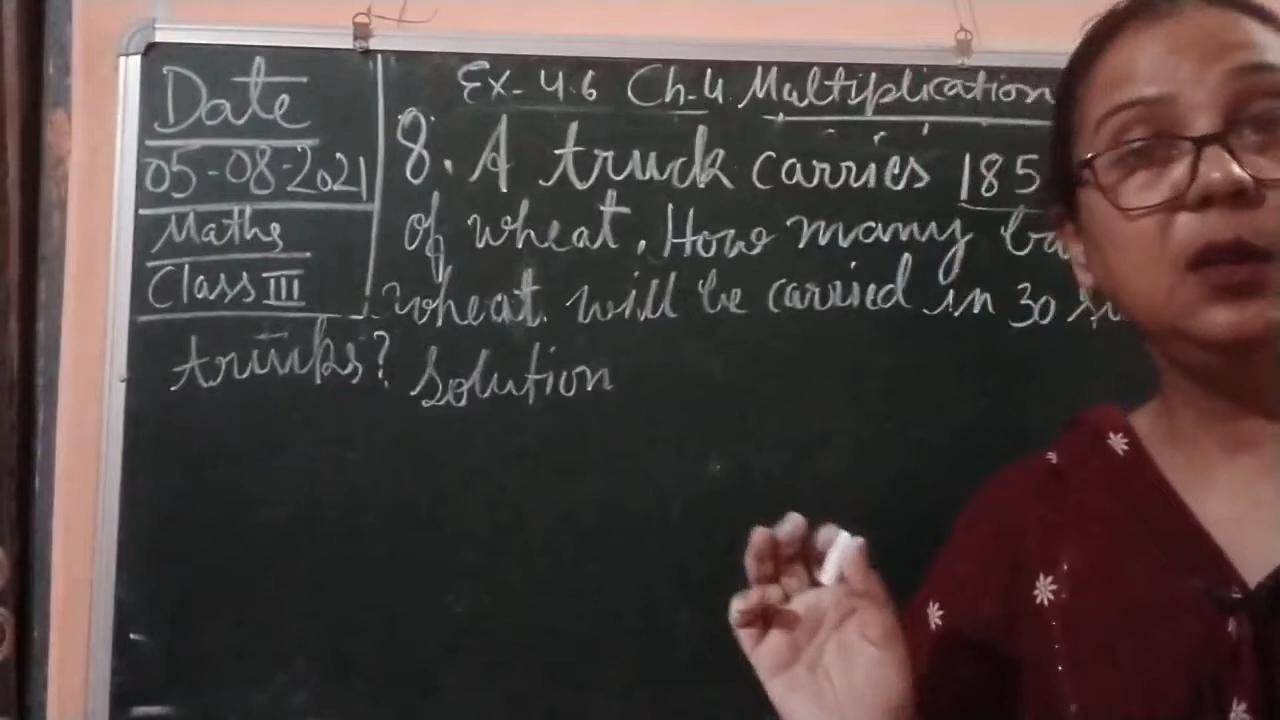 Date
05-08-2021
Maths
Class III
Ex-4.6 Ch-4 Multiplication
8. A truck carries 185
of wheat. How many
wheat will be carried in 30
trucks? Solution